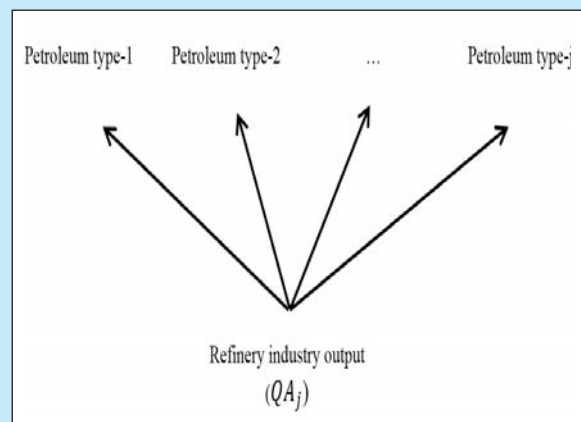 Petroleum type-1 Petroleum type-2 ... Petroleum type-j
Refinery industry output
(QAj)